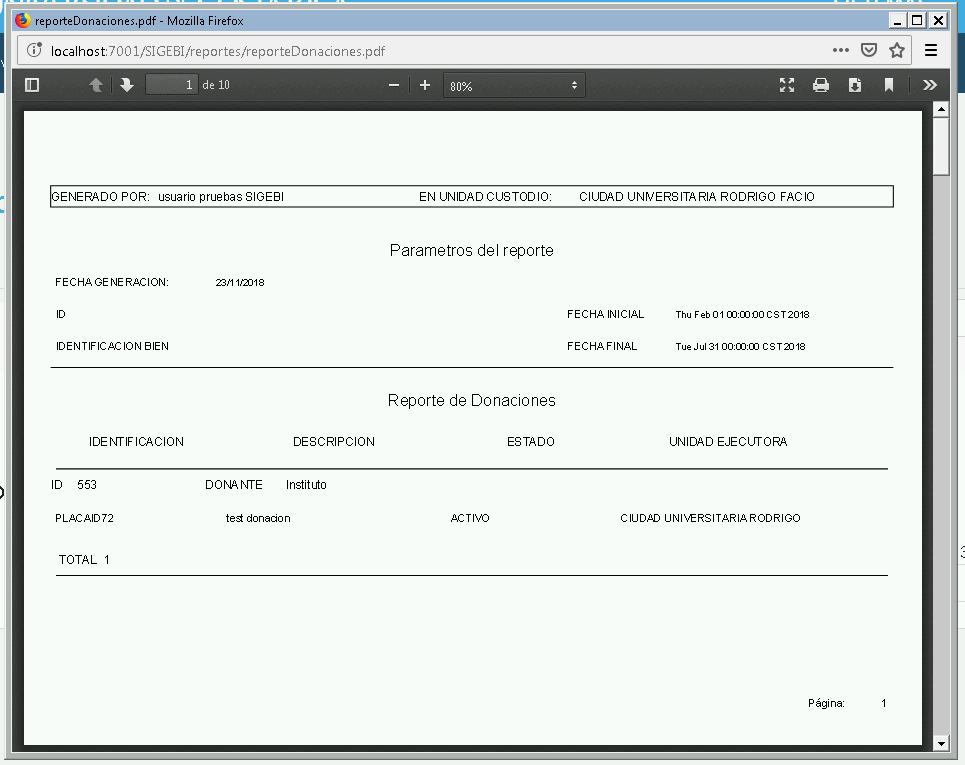 reporteDonaciones.pdf - Mozilla Firefox
localhost:7001/SIGEBI/reportes/reporteDonaciones.pdf
1 de 10 80%
GENERADO POR: usuario pruebas SIGEBI EN UNIDAD CUSTODIO: CIUDAD UNIVERSITARIA RODRIGO FACIO
Parametros del reporte
FECHA GENERACION: 23/11/2018
ID FECHA INICIAL Thu Feb 01 00:00:00 CST 2018
IDENTIFICACION BIEN FECHA FINAL Tue Jul 31 00:00:00 CST 2018
Reporte de Donaciones
IDENTIFICACION DESCRIPCION ESTADO UNIDAD EJECUTORA
ID 553 DONANTE Instituto
PLACAID72 test donacion ACTIVO CIUDAD UNIVERSITARIA RODRIGO
TOTAL 1
Página: 1